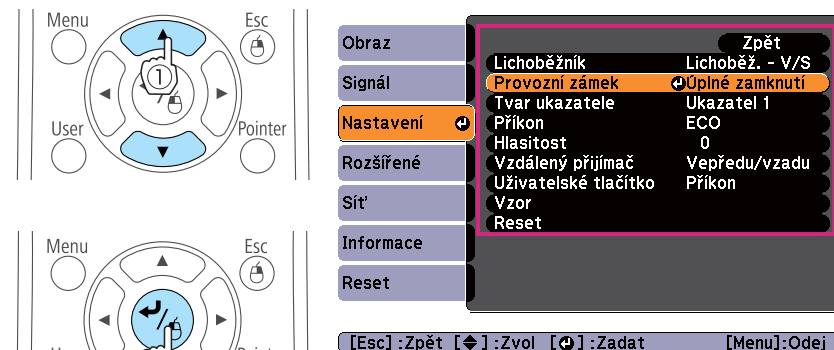 Menu
Esc
1
User
Pointer
Menu
Esc
Obraz
Signál
Nastavení
Rozšířené
Síť
Informace
Reset
Zpět
Lichoběžník Lichoběž. - V/S
Provozní zámek Úplné zamknutí
Tvar ukazatele Ukazatel 1
Příkon ECO
Hlasitost 0
Vzdálený přijímač Vepředu/vzadu
Uživatelské tlačítko Příkon
Vzor
Reset
[Esc] :Zpět [◆] :Zvol [⏎] :Zadat [Menu]:Odej